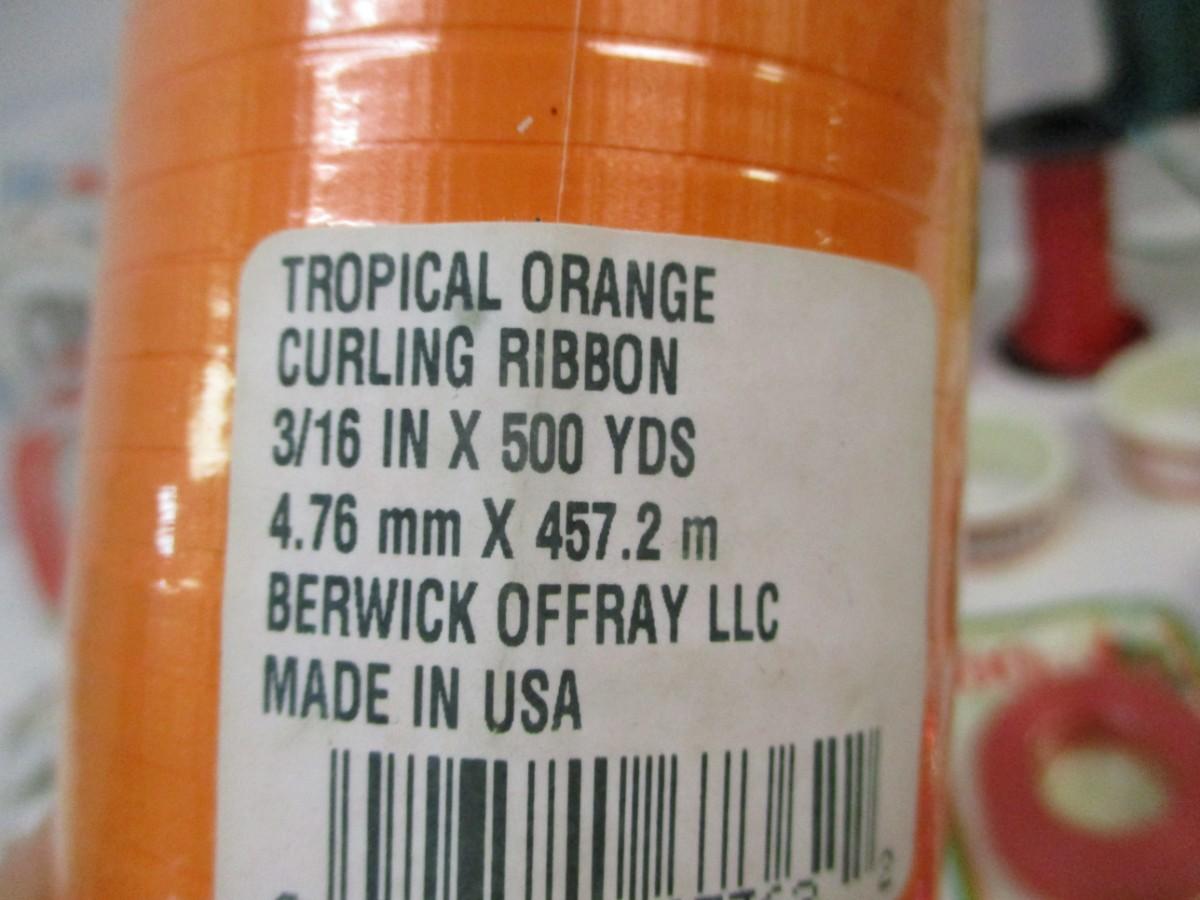 TROPICAL ORANGE
CURLING RIBBON
3/16 IN X 500 YDS
4.76 mm X 457.2 m
BERWICK OFFRAY LLC
MADE IN USA
2